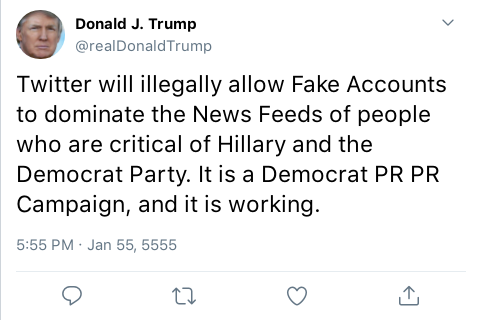 Donald J. Trump
@realDonaldTrump
Twitter will illegally allow Fake Accounts
to dominate the News Feeds of people
who are critical of Hillary and the
Democrat Party. It is a Democrat PR PR
Campaign, and it is working.
5:55 PM · Jan 55, 5555